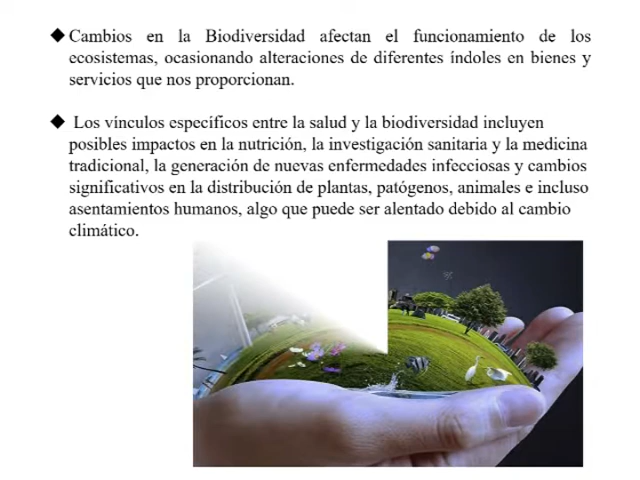 ◆Cambios en la Biodiversidad afectan el funcionamiento de los
ecosistemas, ocasionando alteraciones de diferentes índoles en bienes y
servicios que nos proporcionan.
◆ Los vínculos específicos entre la salud y la biodiversidad incluyen
posibles impactos en la nutrición, la investigación sanitaria y la medicina
tradicional, la generación de nuevas enfermedades infecciosas y cambios
significativos en la distribución de plantas, patógenos, animales e incluso
asentamientos humanos, algo que puede ser alentado debido al cambio
climático.